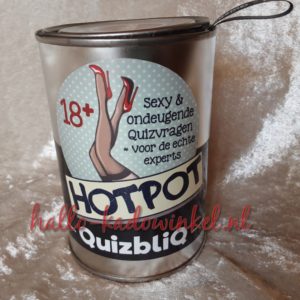 18+
Sexy &
ondeugende
Quizvragen
~ voor de echte
experts
HOTPOT
hallo-kadowinkel.nl
QuizbliQ